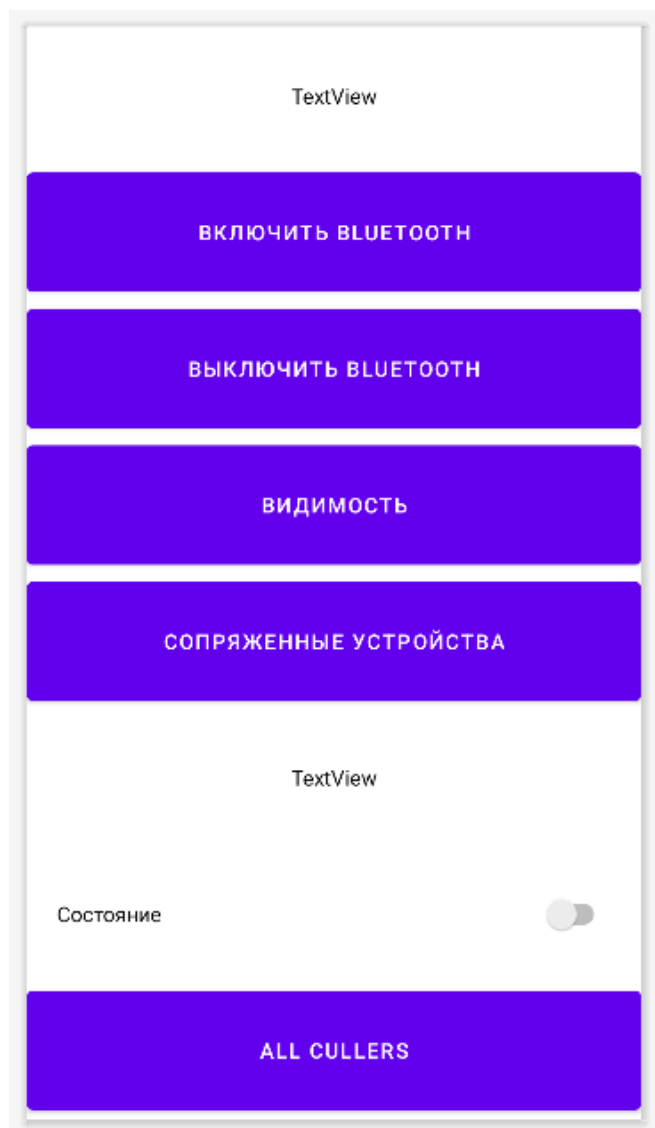 TextView
ВКЛЮЧИТЬ BLUETOOTH
ВЫКЛЮЧИТЬ BLUETOOTH
ВИДИМОСТЬ
СОПРЯЖЕННЫЕ УСТРОЙСТВА
TextView
Состояние
ALL CULLERS